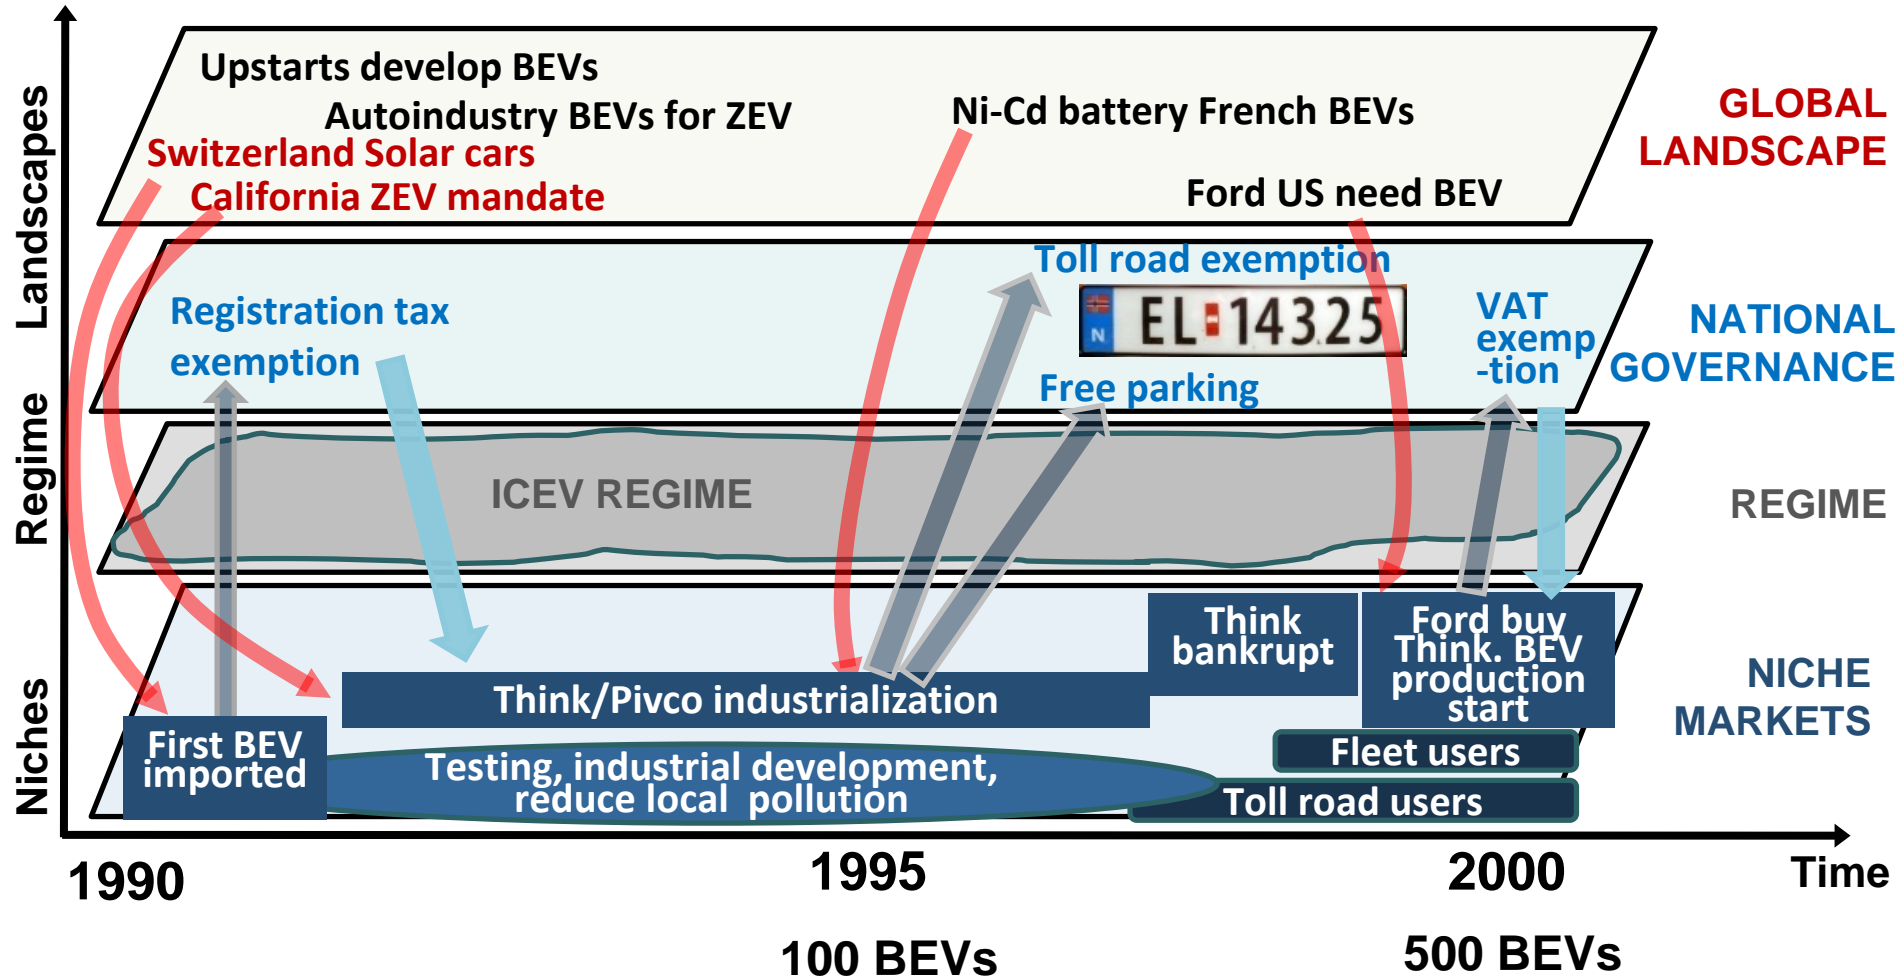 Landscapes
Regime
Niches
Upstarts develop BEVs
Autoindustry BEVs for ZEV
Switzerland Solar cars
California ZEV mandate
Ni-Cd battery French BEVs
Ford US need BEV
GLOBAL
LANDSCAPE
Registration tax
exemption
Toll road exemption
N
EL 14325
Free parking
VAT
exemp
-tion
NATIONAL
GOVERNANCE
ICEV REGIME
REGIME
Think
bankrupt
Ford buy
Think. BEV
production
start
Think/Pivco industrialization
First BEV
imported
Testing, industrial development,
reduce local pollution
Fleet users
Toll road users
NICHE
MARKETS
1990
1995
2000
Time
100 BEVs
500 BEVs